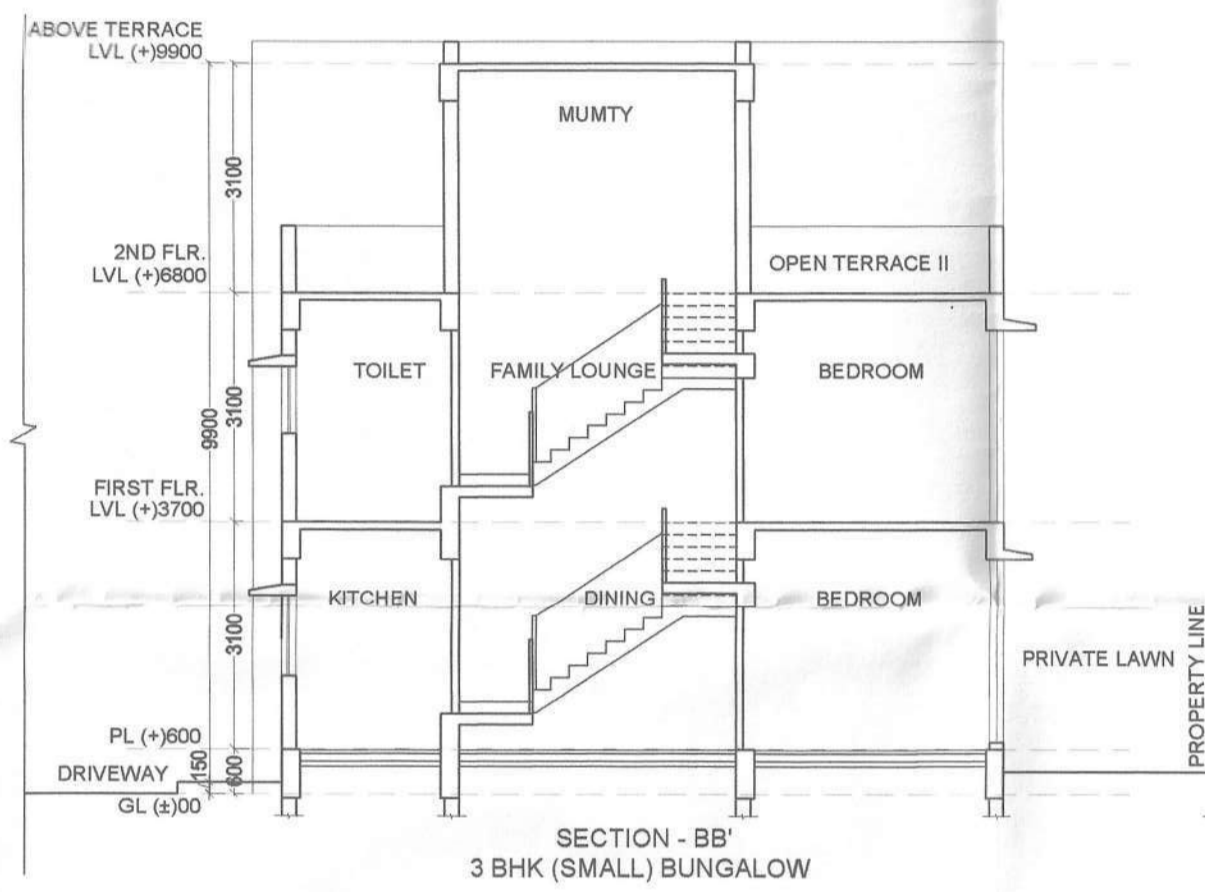 ABOVE TERRACE
LVL (+)9900
MUMTY
3100
2ND FLR.
LVL (+)6800
OPEN TERRACE II
TOILET
FAMILY LOUNGE
BEDROOM
9900
3100
FIRST FLR.
LVL (+)3700
KITCHEN
DINING
BEDROOM
3100
PRIVATE LAWN
PROPERTY LINE
PL (+)600
DRIVEWAY
150
600
GL (±)00
SECTION - BB'
3 BHK (SMALL) BUNGALOW